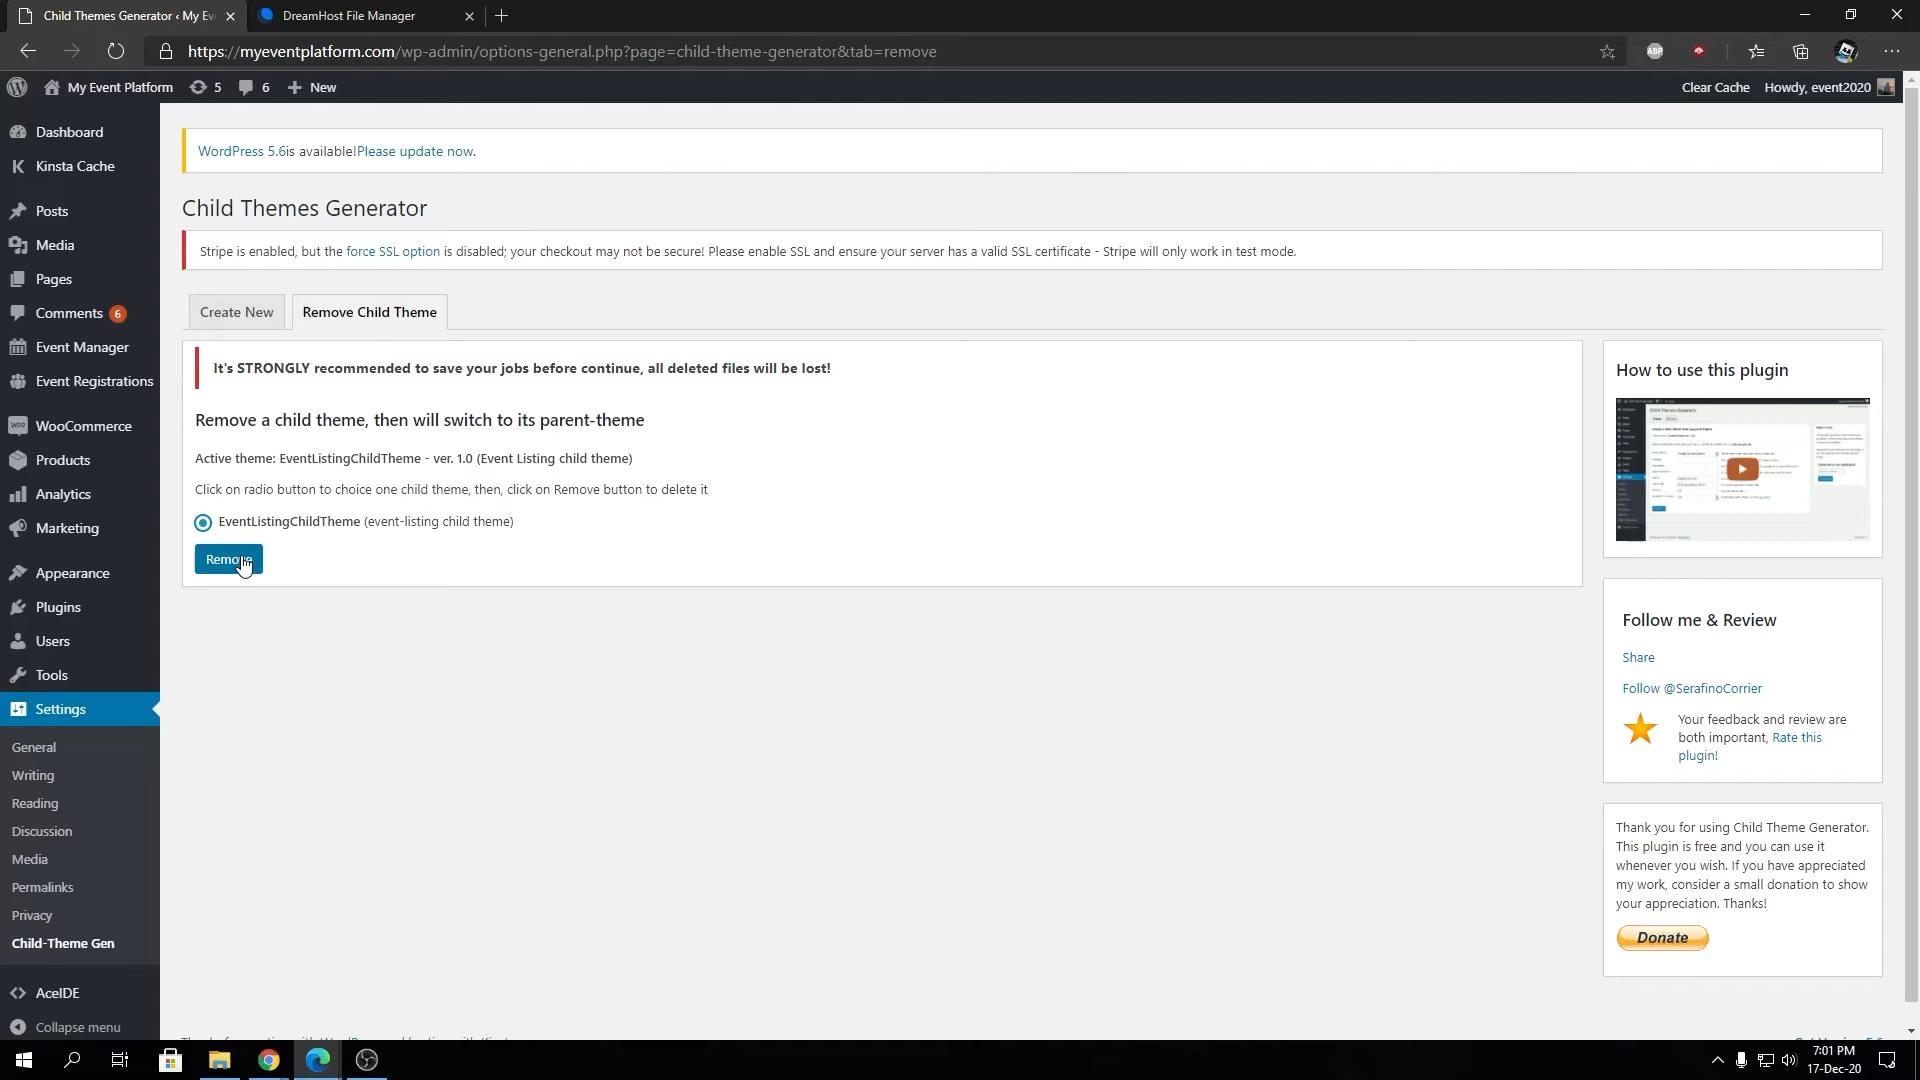 Child Themes Generator ‹ My Ev
DreamHost File Manager
https://myeventplatform.com/wp-admin/options-general.php?page=child-theme-generator&tab=remove
ABP
My Event Platform
5
6
New
Clear Cache
Howdy, event2020
Dashboard
Kinsta Cache
Posts
Media
Pages
Comments 6
Event Manager
Event Registrations
WooCommerce
Products
Analytics
Marketing
Appearance
Plugins
Users
Tools
Settings
General
Writing
Reading
Discussion
Media
Permalinks
Privacy
Child-Theme Gen
AceIDE
Collapse menu
WordPress 5.6is available!Please update now.
Child Themes Generator
Stripe is enabled, but the force SSL option is disabled; your checkout may not be secure! Please enable SSL and ensure your server has a valid SSL certificate - Stripe will only work in test mode.
Create New
Remove Child Theme
It's STRONGLY recommended to save your jobs before continue, all deleted files will be lost!
Remove a child theme, then will switch to its parent-theme
Active theme: EventListingChildTheme - ver. 1.0 (Event Listing child theme)
Click on radio button to choice one child theme, then, click on Remove button to delete it
EventListingChildTheme (event-listing child theme)
Remove
How to use this plugin
Follow me & Review
Share
Follow @SerafinoCorrier
Your feedback and review are
both important, Rate this
plugin!
Thank you for using Child Theme Generator.
This plugin is free and you can use it
whenever you wish. If you have appreciated
my work, consider a small donation to show
your appreciation. Thanks!
Donate
7:01 PM
17-Dec-20